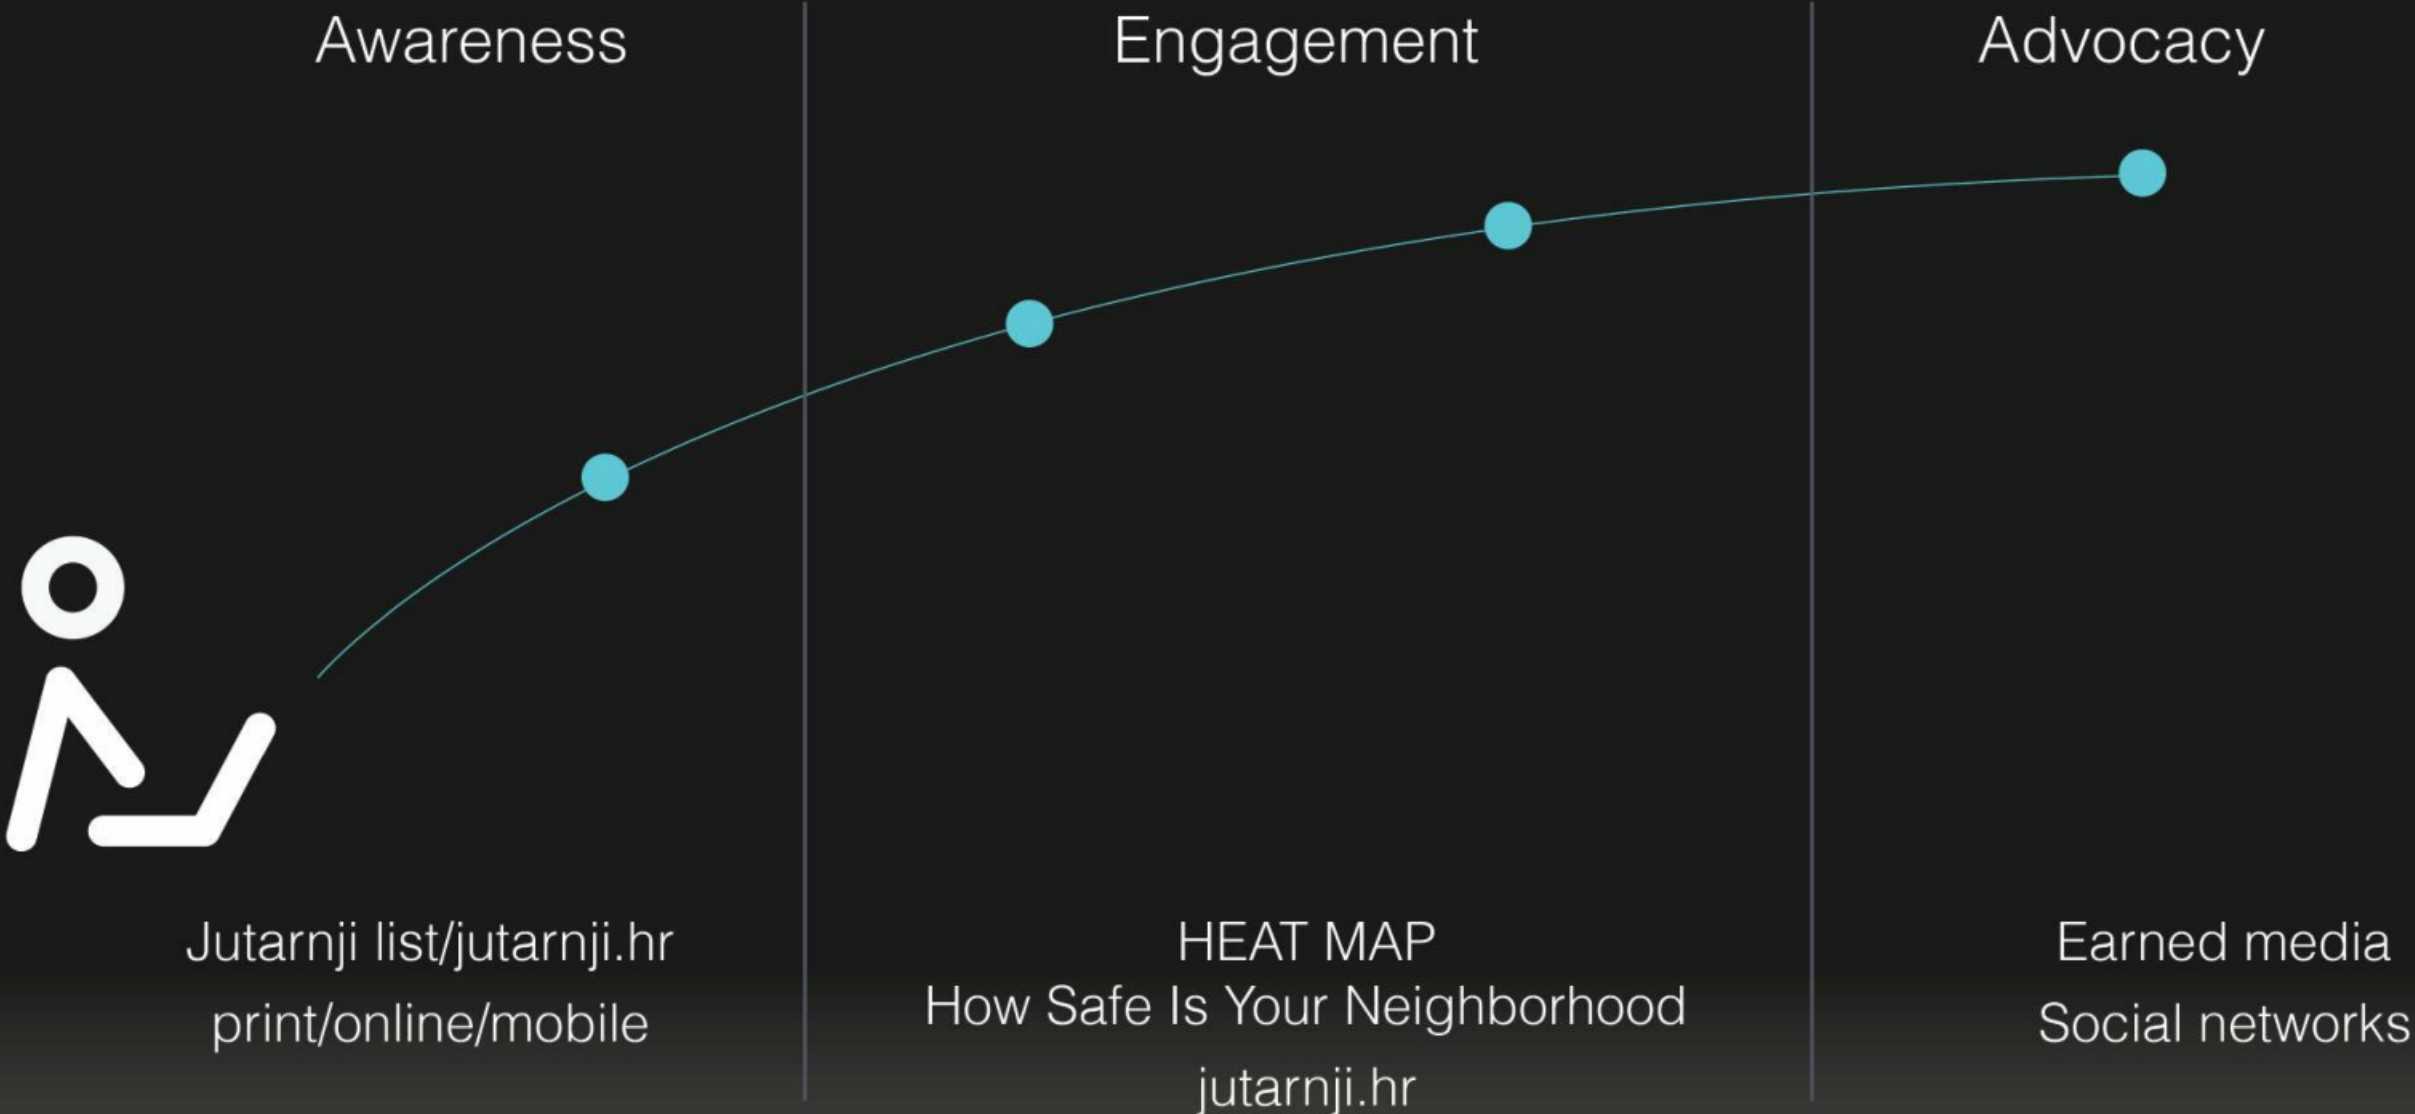 Awareness
Engagement
Advocacy
Jutarnji list/jutarnji.hr
print/online/mobile
HEAT MAP
How Safe Is Your Neighborhood
jutarnji.hr
Earned media
Social networks